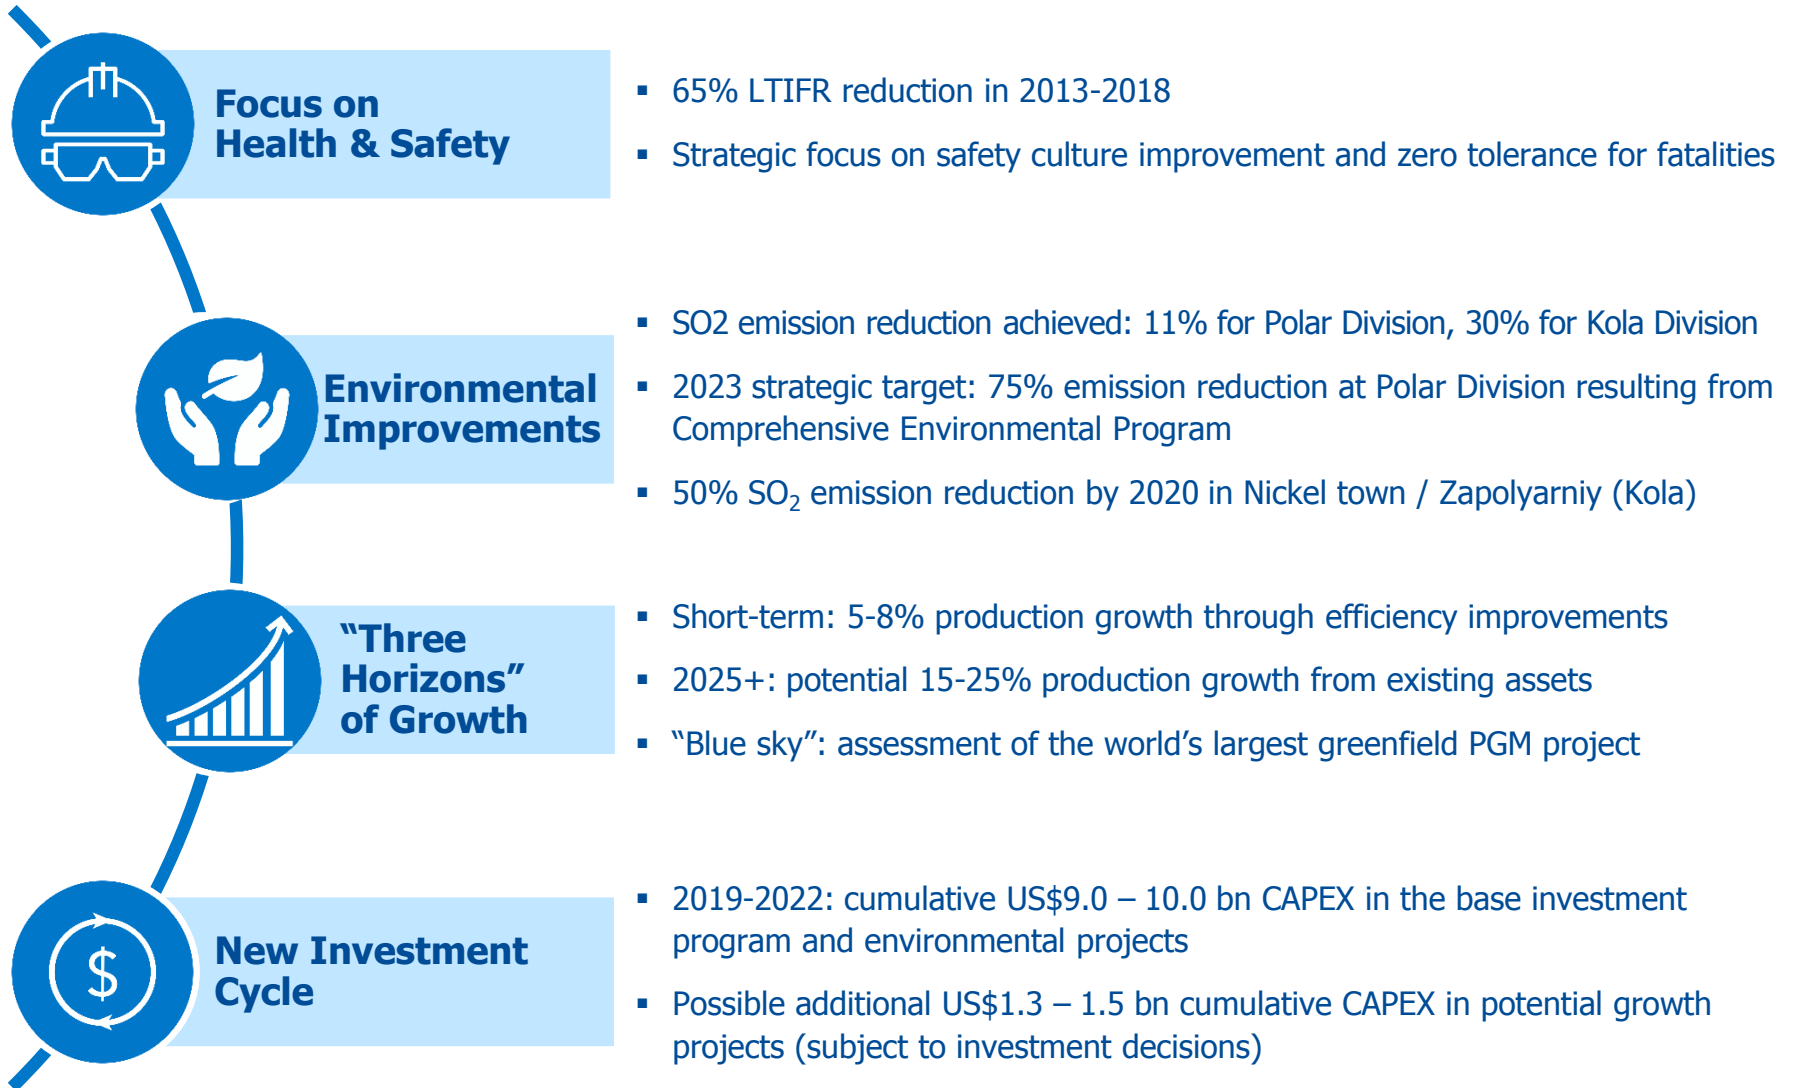 Focus on
Health & Safety
▪ 65% LTIFR reduction in 2013-2018
▪ Strategic focus on safety culture improvement and zero tolerance for fatalities
Environmental
Improvements
▪ SO2 emission reduction achieved: 11% for Polar Division, 30% for Kola Division
▪ 2023 strategic target: 75% emission reduction at Polar Division resulting from
Comprehensive Environmental Program
▪ 50% SO₂ emission reduction by 2020 in Nickel town / Zapolyarniy (Kola)
“Three
Horizons”
of Growth
▪ Short-term: 5-8% production growth through efficiency improvements
▪ 2025+: potential 15-25% production growth from existing assets
▪ “Blue sky”: assessment of the world’s largest greenfield PGM project
$
New Investment
Cycle
▪ 2019-2022: cumulative US$9.0 – 10.0 bn CAPEX in the base investment
program and environmental projects
▪ Possible additional US$1.3 – 1.5 bn cumulative CAPEX in potential growth
projects (subject to investment decisions)